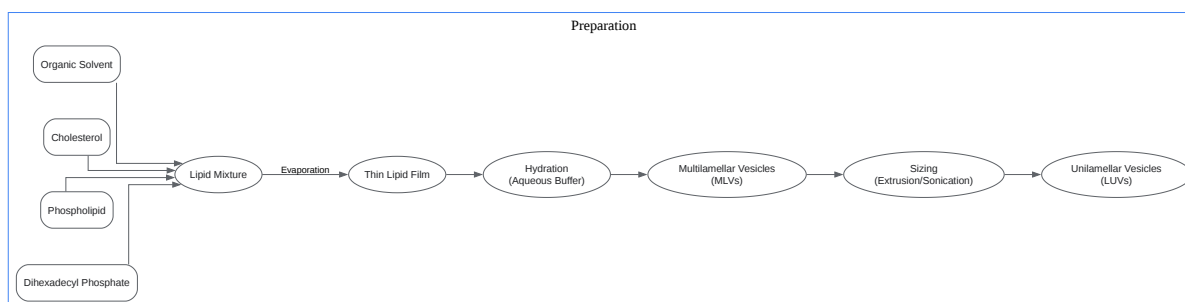 Preparation
Organic Solvent
Cholesterol
Phospholipid
Dihexadecyl Phosphate
Lipid Mixture
Evaporation
Thin Lipid Film
Hydration
(Aqueous Buffer)
Multilamellar Vesicles
(MLVs)
Sizing
(Extrusion/Sonication)
Unilamellar Vesicles
(LUVs)